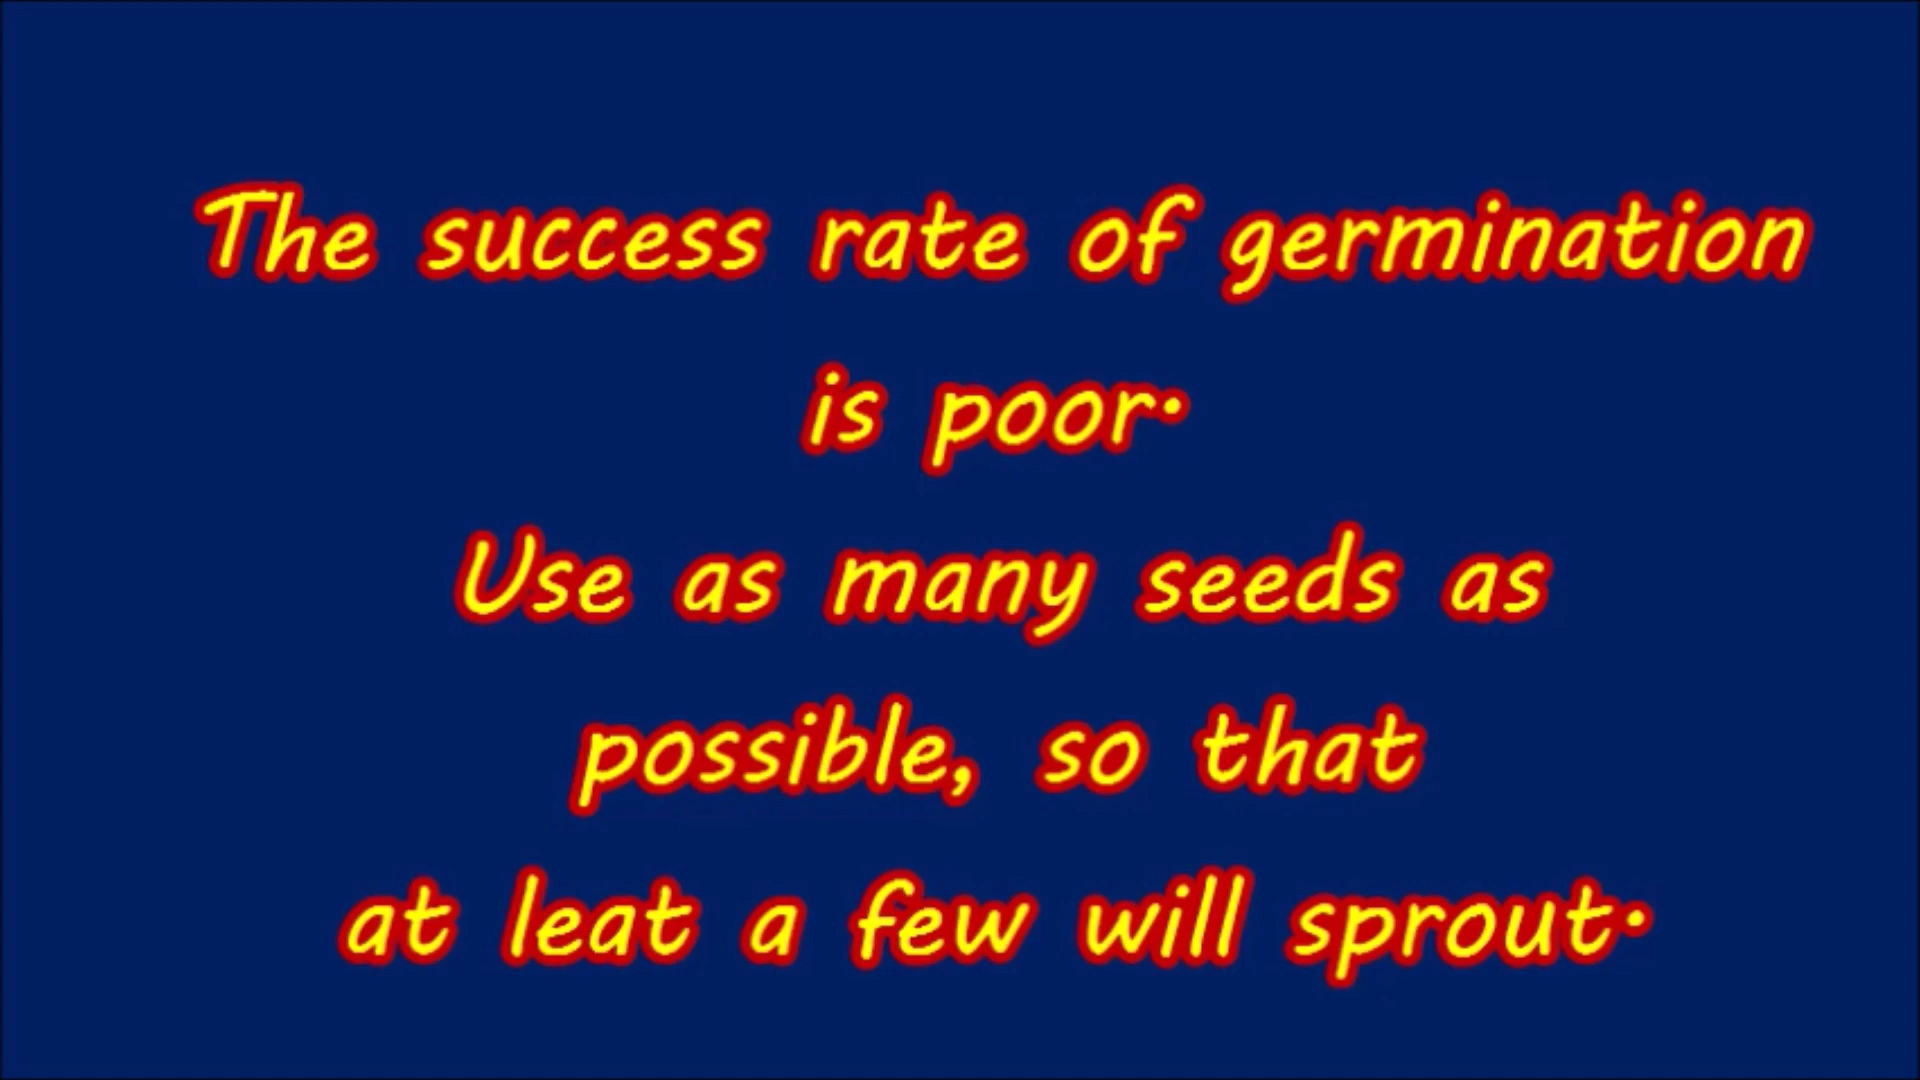 The success rate of germination
is poor.
Use as many seeds as
possible, so that
at leat a few will sprout.